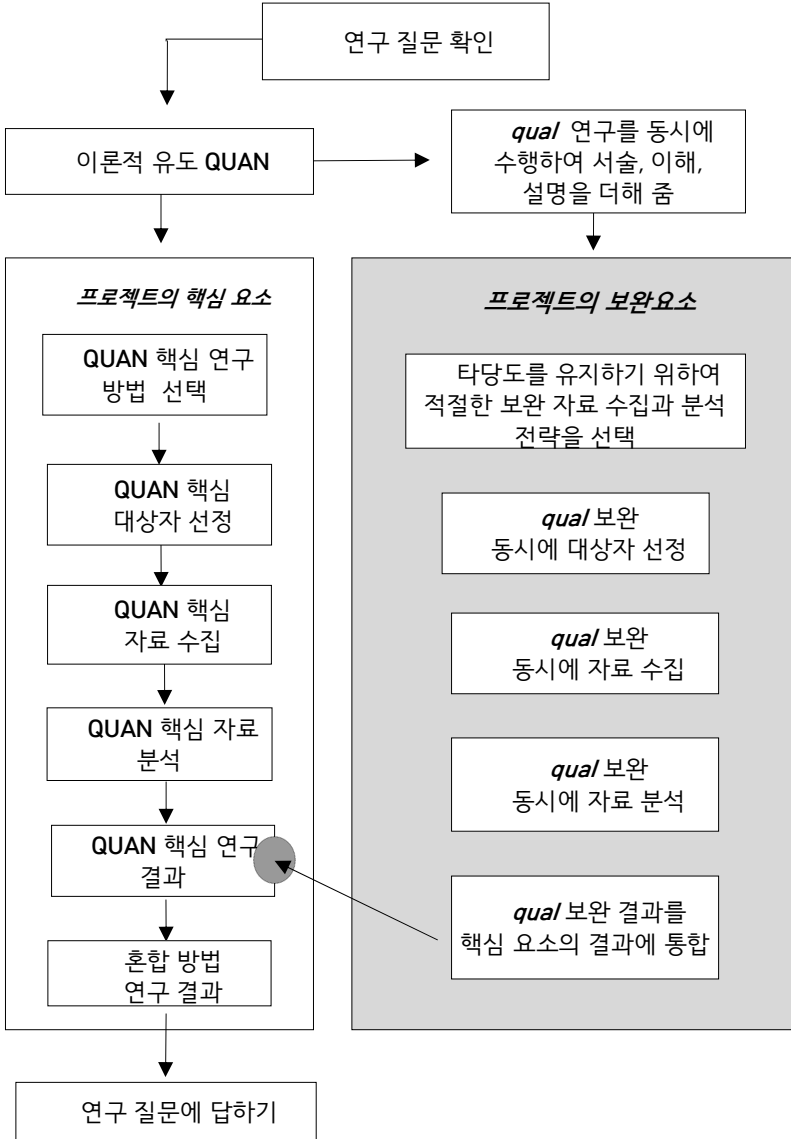 연구 질문 확인
이론적 유도 QUAN
qual 연구를 동시에
수행하여 서술, 이해,
설명을 더해 줌
프로젝트의 핵심 요소
QUAN 핵심 연구
방법 선택
QUAN 핵심
대상자 선정
QUAN 핵심
자료 수집
QUAN 핵심 자료
분석
QUAN 핵심 연구
결과
혼합 방법
연구 결과
프로젝트의 보완요소
타당도를 유지하기 위하여
적절한 보완 자료 수집과 분석
전략을 선택
qual 보완
동시에 대상자 선정
qual 보완
동시에 자료 수집
qual 보완
동시에 자료 분석
qual 보완 결과를
핵심 요소의 결과에 통합
연구 질문에 답하기